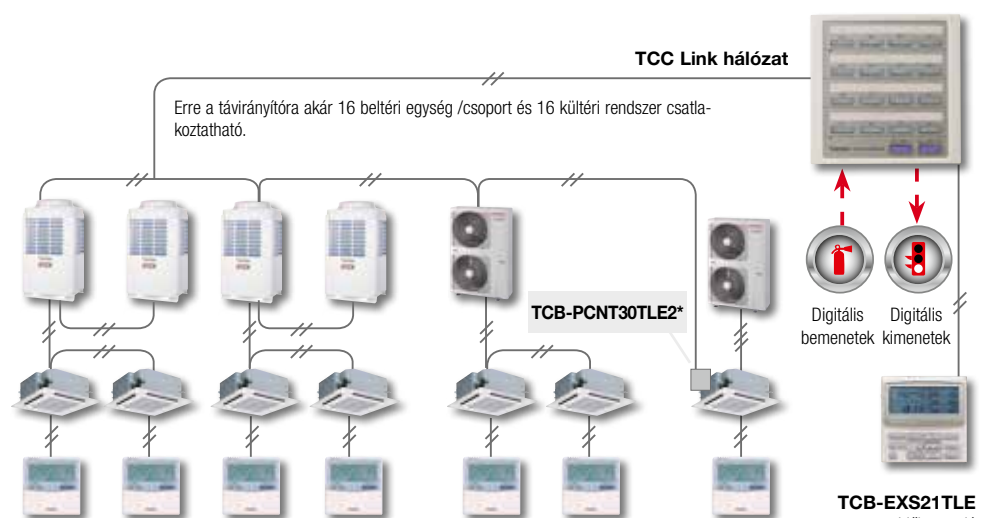 TCC Link hálózat
Erre a távirányítóra akár 16 beltéri egység /csoport és 16 kültéri rendszer csatla-
koztatható.
TCB-PCNT30TLE2*
Digitális
bemenetek
Digitális
kimenetek
TCB-EXS21TLE